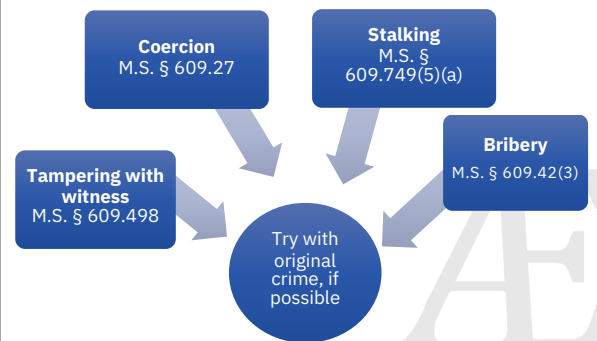 Coercion
M.S. § 609.27
Stalking
M.S. §
609.749(5)(a)
Bribery
M.S. § 609.42(3)
Tampering with
witness
M.S. § 609.498
Try with
original
crime, if
possible
Æ